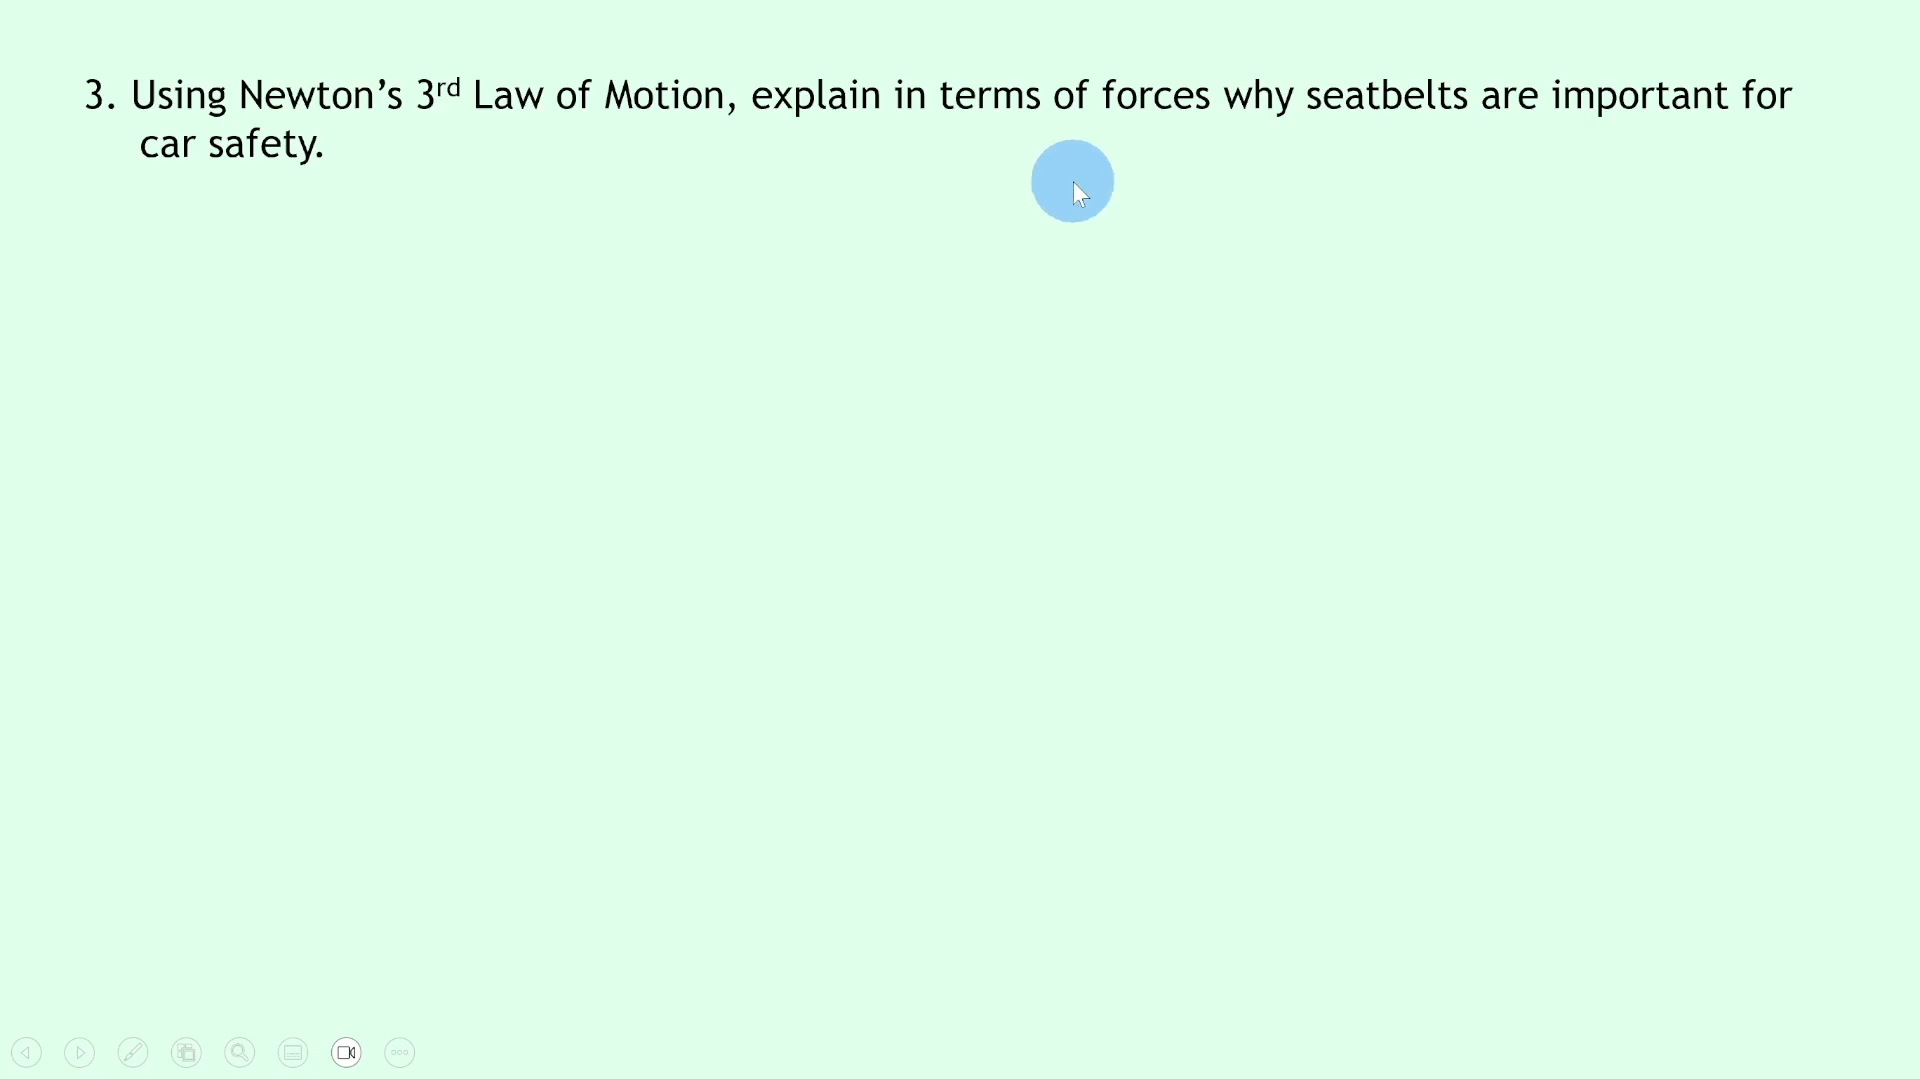 3. Using Newton’s 3rd Law of Motion, explain in terms of forces why seatbelts are important for
car safety.